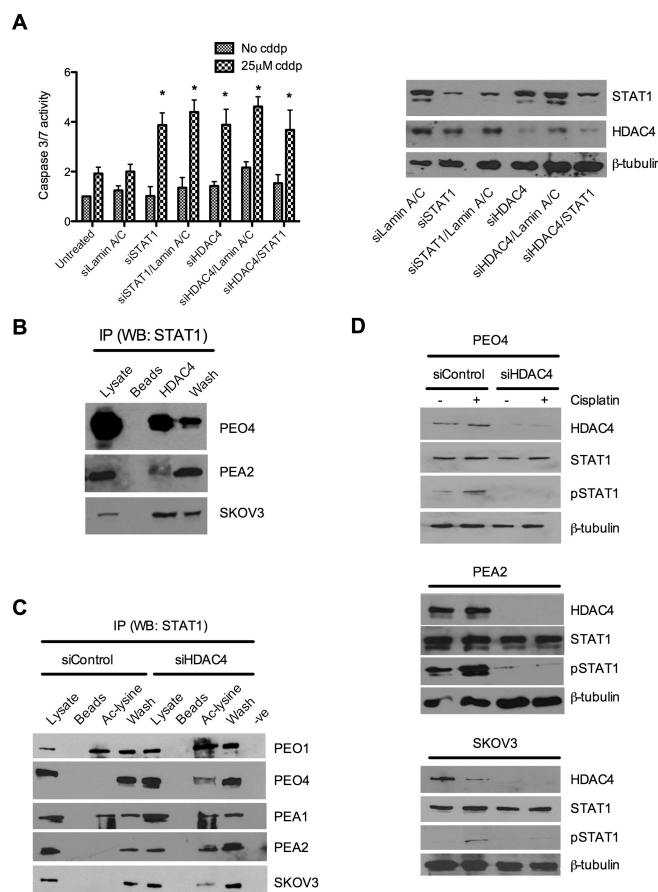 A
No cddp
25μM cddp
Caspase 3/7 activity
6
4
2
0
* * * * *
Untreated
siLamin A/C
siSTAT1
siSTAT1/Lamin A/C
siHDAC4
siHDAC4/Lamin A/C
siHDAC4/STAT1
STAT1
HDAC4
β-tubulir
siLamin A/C
siSTAT1
siSTAT1/Lamin A/C
siHDAC4
siHDAC4/Lamin A/C
siHDAC4/STAT1
B
IP (WB: STAT1)
Lysate Beads HDAC4 Wash
PEO4
PEA2
SKOV3
C
IP (WB: STAT1)
siControl siHDAC4
Lysate Beads Ac-lysine Wash Lysate Beads Ac-lysine Wash -ve
PEO1
PEO4
PEA1
PEA2
SKOV3
D
PEO4
siControl siHDAC4
- + - + Cisplatin
HDAC4
STAT1
pSTAT1
β-tubulin
PEA2
HDAC4
STAT1
pSTAT1
β-tubulin
SKOV3
HDAC4
STAT1
pSTAT1
β-tubulin